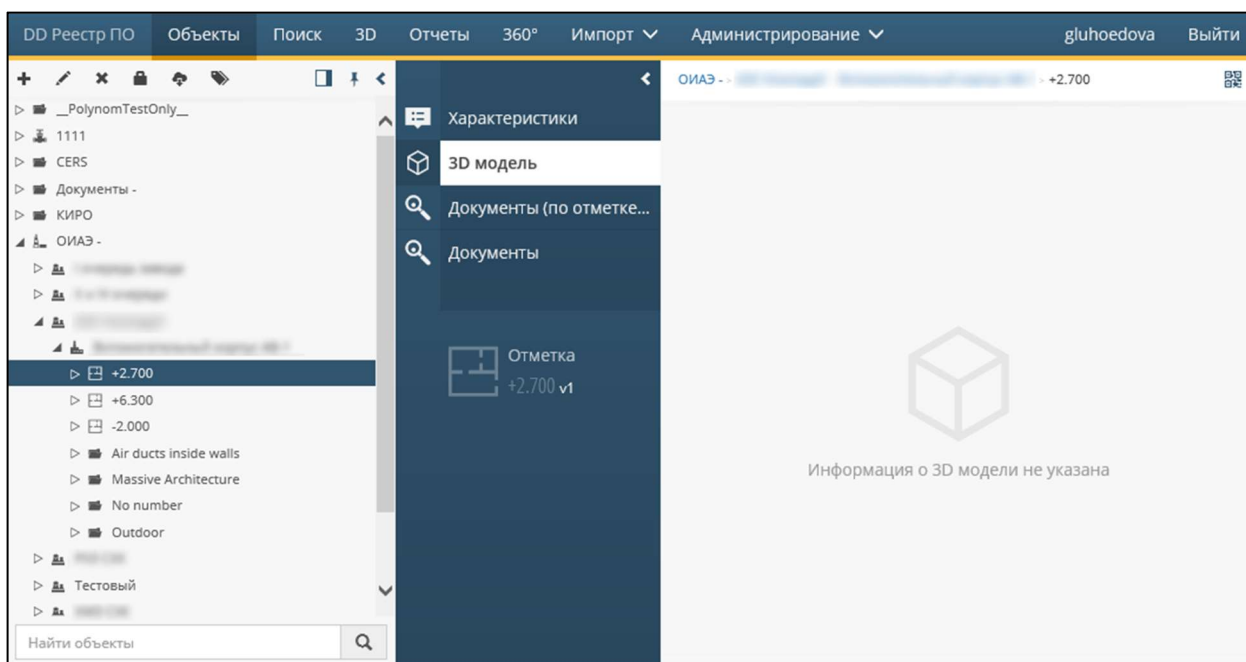 DD Реестр ПО Объекты Поиск 3D Отчеты 360° Импорт Администрирование gluhoedova Выйти
__PolynomTestOnly__
1111
CERS
Документы -
КИРО
ОИАЭ -
+2.700
+6.300
-2.000
Air ducts inside walls
Massive Architecture
No number
Outdoor
Тестовый
Найти объекты
Характеристики
3D модель
Документы (по отметке...
Документы
Отметка
+2.700 v1
ОИАЭ - +2.700
Информация о 3D модели не указана